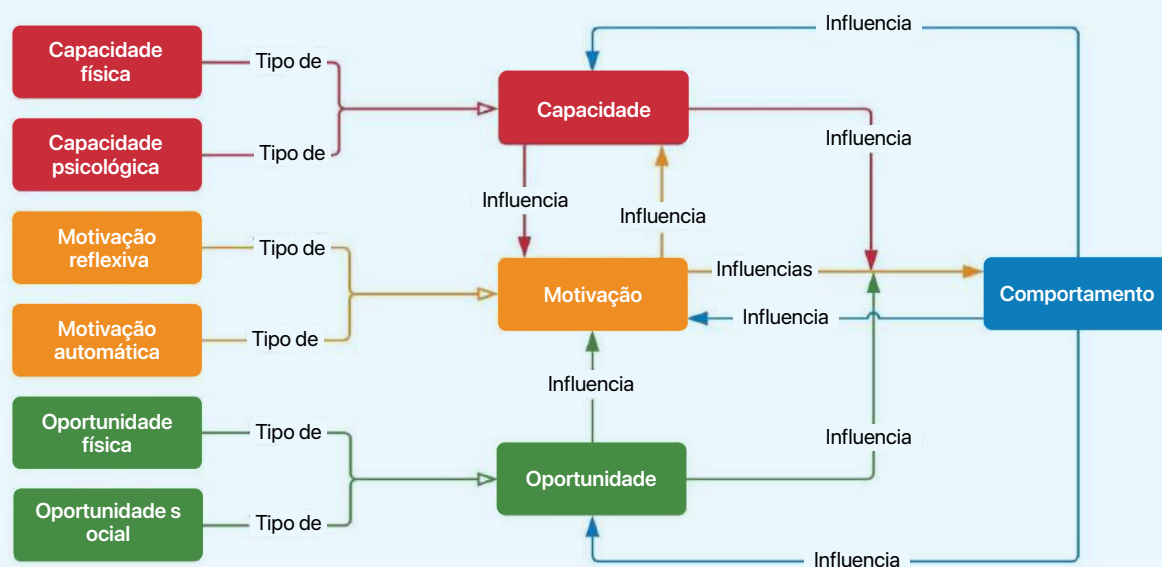 Influencia
Capacidade
física
Tipo de
Capacidade
Influencia
Capacidade
psicológica
Tipo de
Influencia
Influencia
Motivação
reflexiva
Tipo de
Motivação
Influencias
Comportamento
Influencia
Motivação
automática
Tipo de
Influencia
Oportunidade
física
Tipo de
Influencia
Oportunidade
Oportunidade s
ocial
Tipo de
Influencia